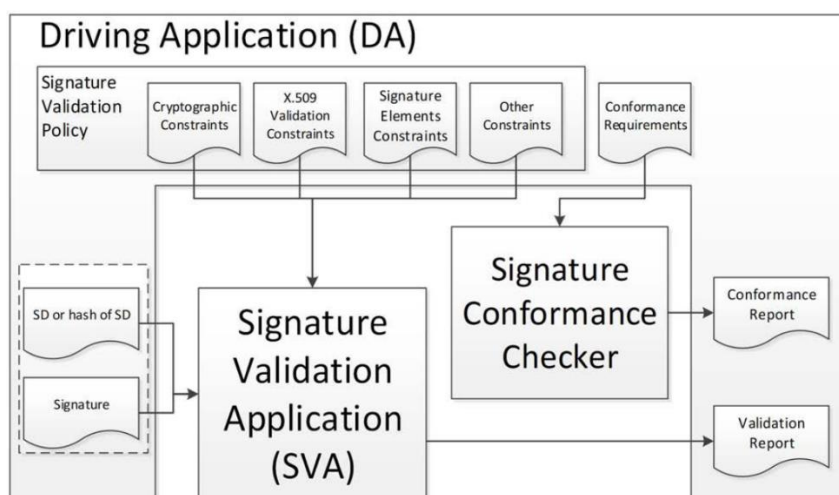 Driving Application (DA)
Signature
Validation
Policy
Cryptographic
Constraints
X.509
Validation
Constraints
Signature
Elements
Constraints
Other
Constraints
Conformance
Requirements
SD or hash of SD
Signature
Signature
Validation
Application
(SVA)
Signature
Conformance
Checker
Conformance
Report
Validation
Report